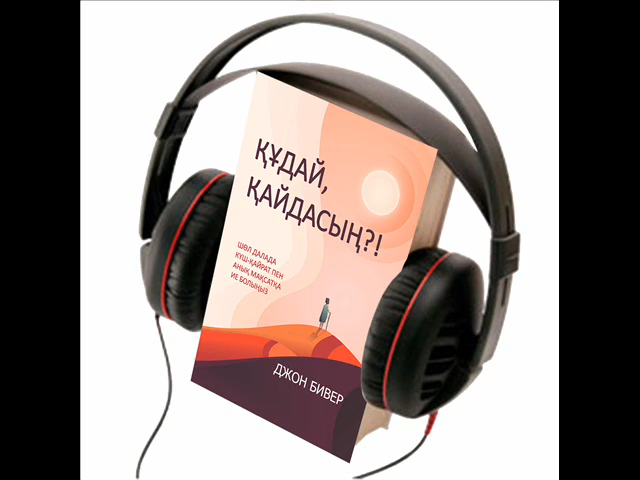 ҚҰДАЙ,
ҚАЙДАСЫҢ?!
ШӨЛ ДАЛАДА
КҮШ-ҚАЙРАТ ПЕН
АНЫҚ МАҚСАТҚА
ИЕ БОЛЫҢЫЗ
ДЖОН БИВЕР